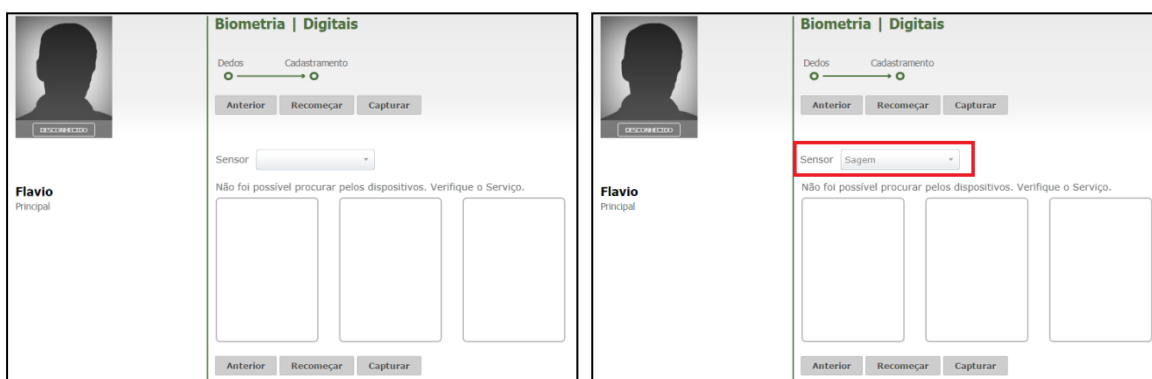 Biometria | Digitais
Dedos Cadastramento
Anterior Recomeçar Capturar
DESCONHECIDO
Sensor
Flavio
Principal
Não foi possível procurar pelos dispositivos. Verifique o Serviço.
Anterior Recomeçar Capturar
Biometria | Digitais
Dedos Cadastramento
Anterior Recomeçar Capturar
DESCONHECIDO
Sensor Sagem
Flavio
Principal
Não foi possível procurar pelos dispositivos. Verifique o Serviço.
Anterior Recomeçar Capturar